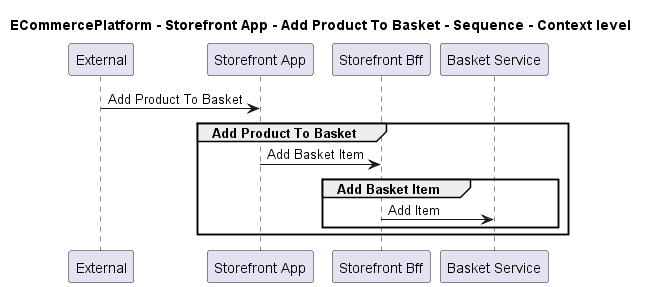 ECommercePlatform - Storefront App - Add Product To Basket - Sequence - Context level
External
Storefront App
Storefront Bff
Basket Service
Add Product To Basket
Add Product To Basket
Add Basket Item
Add Basket Item
Add Item
External
Storefront App
Storefront Bff
Basket Service